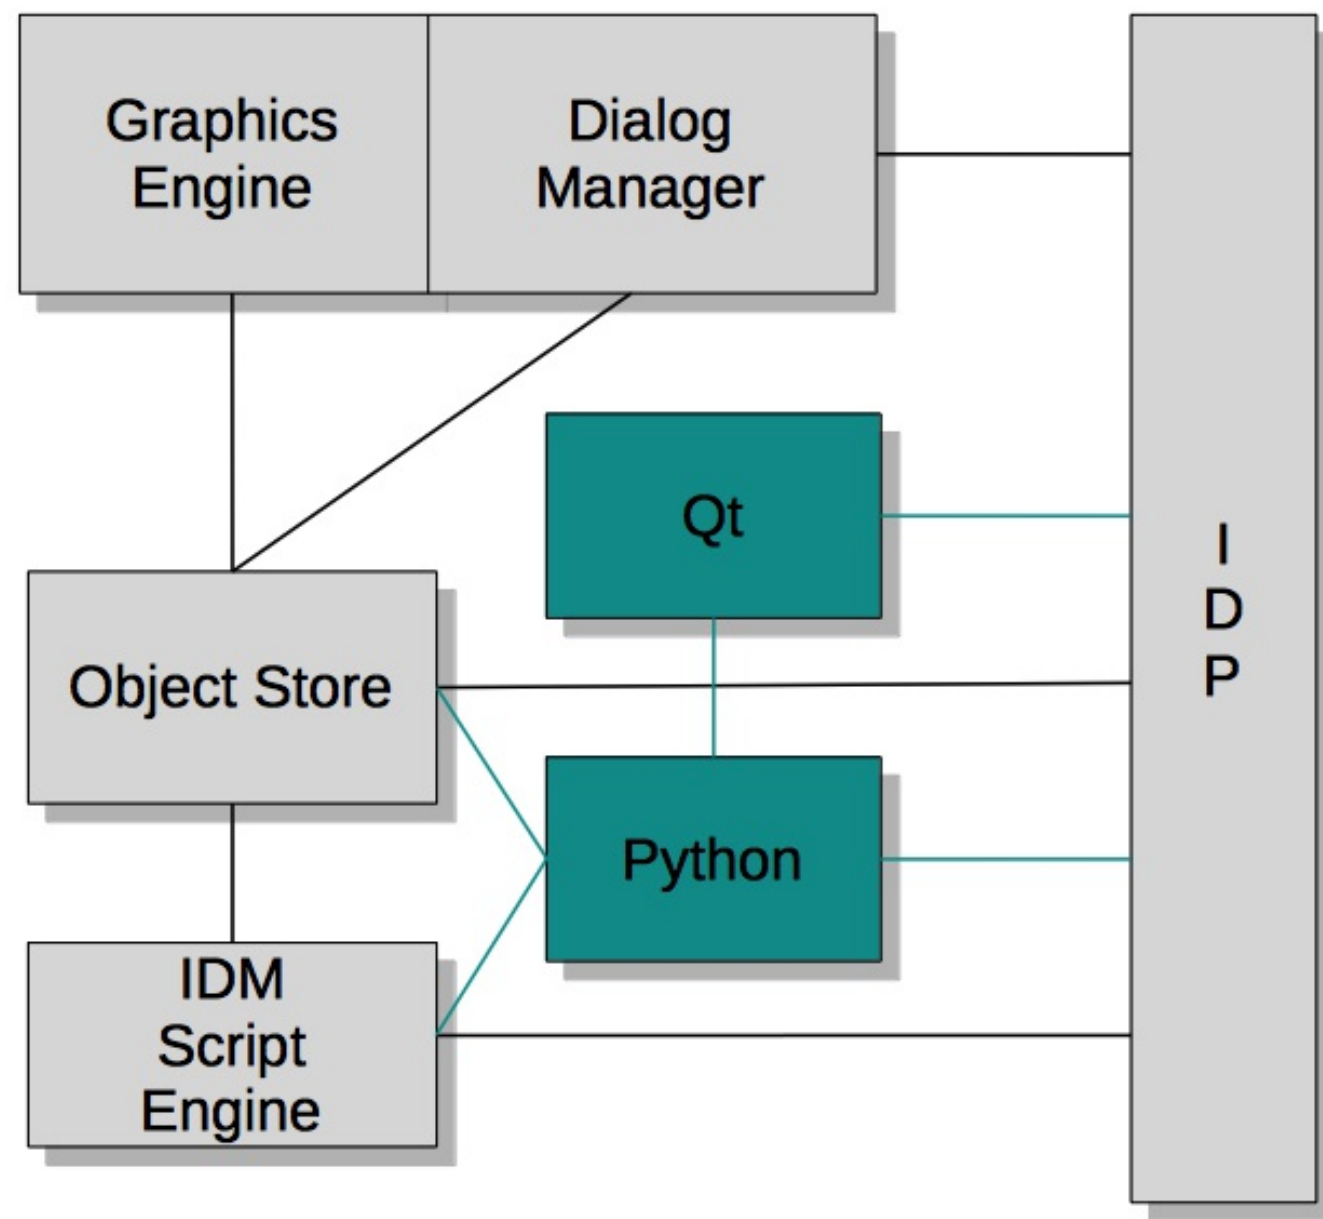 Graphics
Engine
Dialog
Manager
Qt
I
D
P
Object Store
Python
IDM
Script
Engine